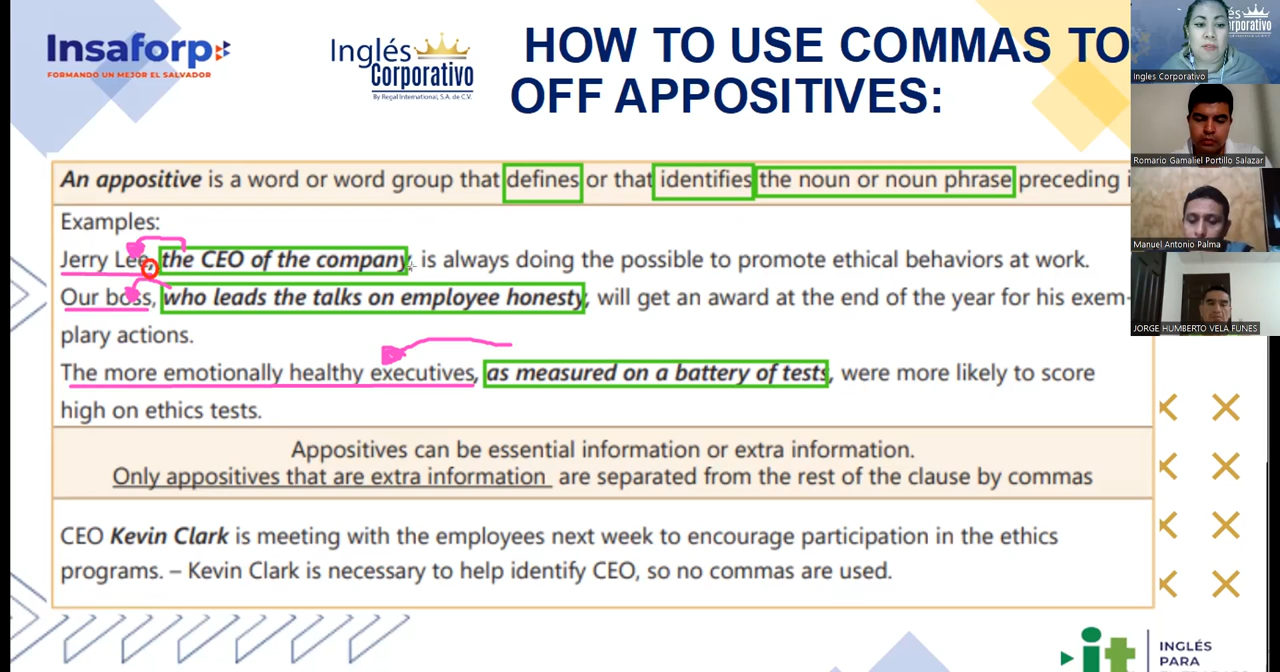 Insaforp
FORMANDO UN MEJOR EL SALVADOR
Inglés
Corporativo
By Regal International, S.A. de C.V.
HOW TO USE COMMAS TO
OFF APPOSITIVES:
An appositive is a word or word group that defines or that identifies the noun or noun phrase preceding i
Examples:
Jerry Lee, the CEO of the company, is always doing the possible to promote ethical behaviors at work.
Our boss, who leads the talks on employee honesty, will get an award at the end of the year for his exem-
plary actions.
The more emotionally healthy executives, as measured on a battery of tests, were more likely to score
high on ethics tests.
Appositives can be essential information or extra information.
Only appositives that are extra information are separated from the rest of the clause by commas
CEO Kevin Clark is meeting with the employees next week to encourage participation in the ethics
programs. – Kevin Clark is necessary to help identify CEO, so no commas are used.
Ingles Corporativo
Romario Gamaliel Portillo Salazar
Manuel Antonio Palma
JORGE HUMBERTO VELA FUNES
it
INGLÉS
PARA